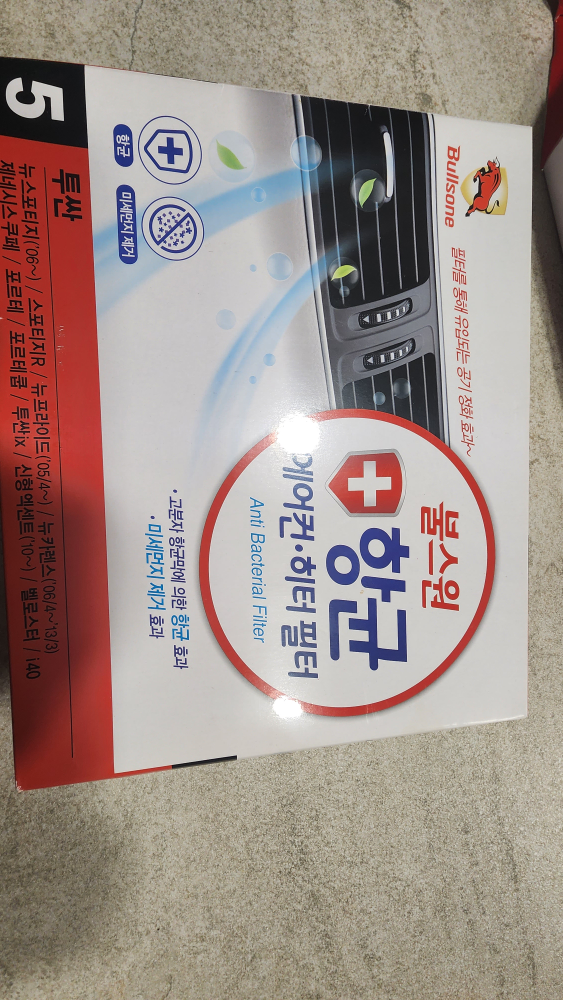 Bullsone
필터를 통해 유입되는 공기 정화 효과~
불스원
항균
에어컨·히터 필터
Anti Bacterial Filter
· 고분자 항균막에 의한 항균 효과
· 미세먼지 제거 효과
항균
미세먼지 제거
5
투싼
뉴스포티지('06~) / 스포티지R / 뉴프라이드('05/4~) / 뉴카렌스('06/4~'13/3)
제네시스쿠페 / 포르테 / 포르테쿱 / 투싼ix / 신형엑센트('10~) / 벨로스터 / i40